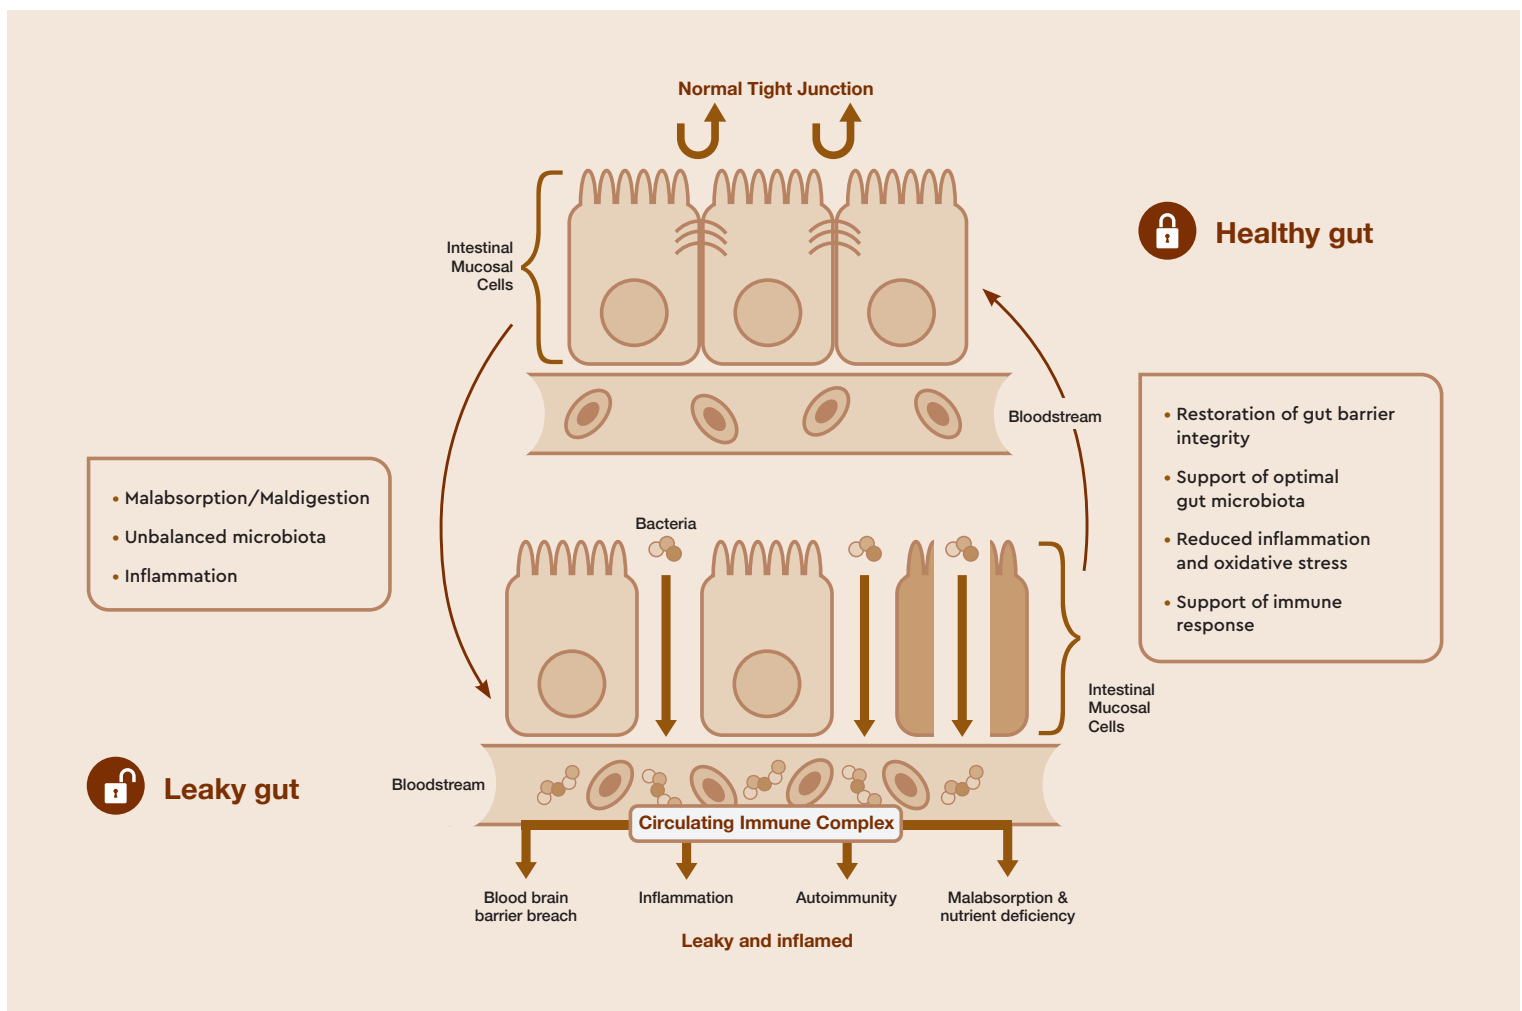 Normal Tight Junction
Intestinal
Mucosal
Cells
Healthy gut
Bloodstream
• Restoration of gut barrier
integrity
• Support of optimal
gut microbiota
• Reduced inflammation
and oxidative stress
• Support of immune
response
• Malabsorption/Maldigestion
• Unbalanced microbiota
• Inflammation
Bacteria
Intestinal
Mucosal
Cells
Leaky gut
Bloodstream
Circulating Immune Complex
Blood brain
barrier breach
Inflammation
Autoimmunity
Malabsorption &
nutrient deficiency
Leaky and inflamed